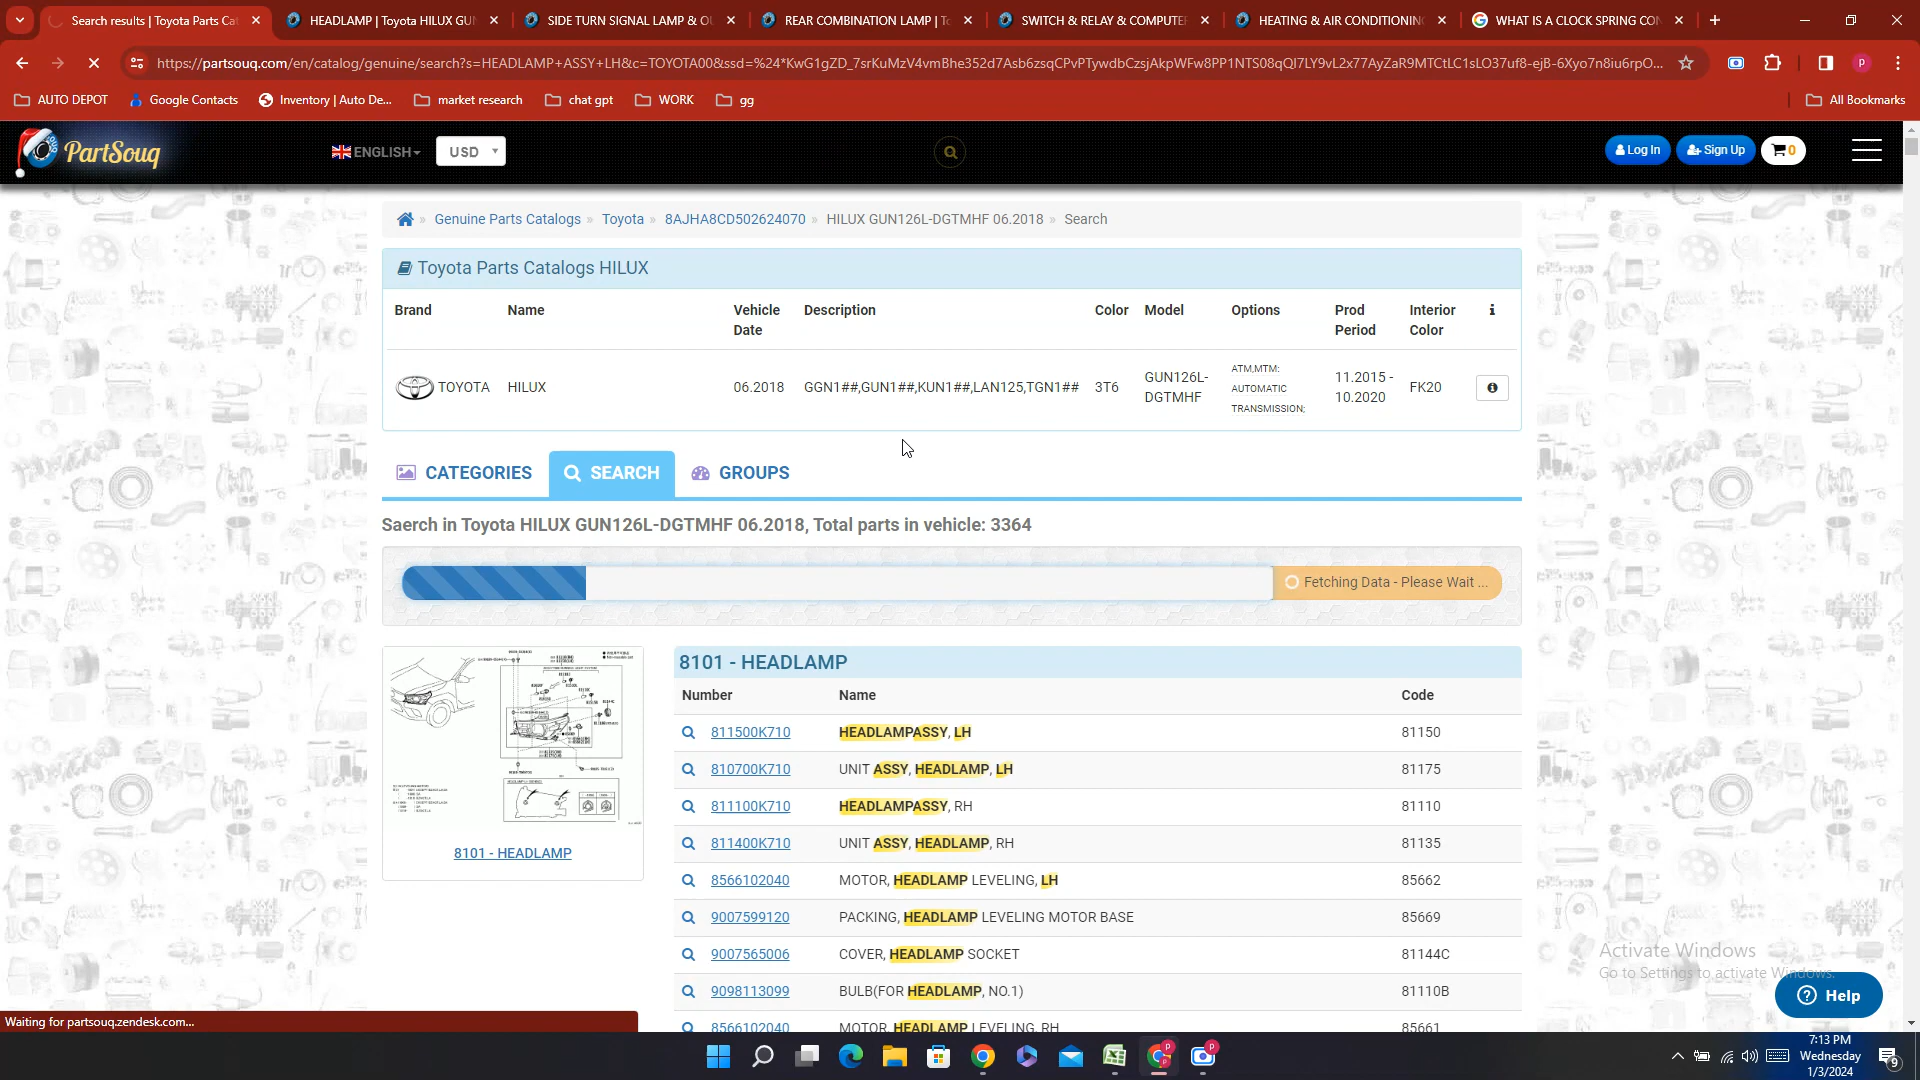 Search results | Toyota Parts Cat
HEADLAMP | Toyota HILUX GUN
SIDE TURN SIGNAL LAMP & OU
REAR COMBINATION LAMP | To
SWITCH & RELAY & COMPUTER
HEATING & AIR CONDITIONING
WHAT IS A CLOCK SPRING CON
https://partsouq.com/en/catalog/genuine/search?s=HEADLAMP+ASSY+LH&c=TOYOTA00&ssd=%24*KwG1gZD_7srKuMzV4vmBhe352d7Asb6zsqCPvPTywdbCzsjAkpWFw8PP1NTS08qQI7LY9vL2x77AyZaR9MTCtLC1sLO37uf8-ejB-6Xyo7n8iu6rpO...
AUTO DEPOT
Google Contacts
Inventory | Auto De...
market research
chat gpt
WORK
gg
All Bookmarks
PartSouq
ENGLISH
USD
Log In
Sign Up
0
» Genuine Parts Catalogs » Toyota » 8AJHA8CD502624070 » HILUX GUN126L-DGTMHF 06.2018 » Search
Toyota Parts Catalogs HILUX
Brand Name Vehicle Date Description Color Model Options Prod Period Interior Color
TOYOTA HILUX 06.2018 GGN1##,GUN1##,KUN1##,LAN125,TGN1## 3T6 GUN126L-DGTMHF ATM,MTM: AUTOMATIC TRANSMISSION; 11.2015 - 10.2020 FK20
CATEGORIES
SEARCH
GROUPS
Saerch in Toyota HILUX GUN126L-DGTMHF 06.2018, Total parts in vehicle: 3364
Fetching Data - Please Wait ...
8101 - HEADLAMP
8101 - HEADLAMP
Number Name Code
811500K710 HEADLAMPASSY, LH 81150
810700K710 UNIT ASSY, HEADLAMP, LH 81175
811100K710 HEADLAMPASSY, RH 81110
811400K710 UNIT ASSY, HEADLAMP, RH 81135
8566102040 MOTOR, HEADLAMP LEVELING, LH 85662
9007599120 PACKING, HEADLAMP LEVELING MOTOR BASE 85669
9007565006 COVER, HEADLAMP SOCKET 81144C
9098113099 BULB(FOR HEADLAMP, NO.1) 81110B
8566102040 MOTOR, HEADLAMP LEVELING, RH 85661
Activate Windows
Go to Settings to activate Windows.
Help
Waiting for partsouq.zendesk.com...
7:13 PM
Wednesday
1/3/2024
9